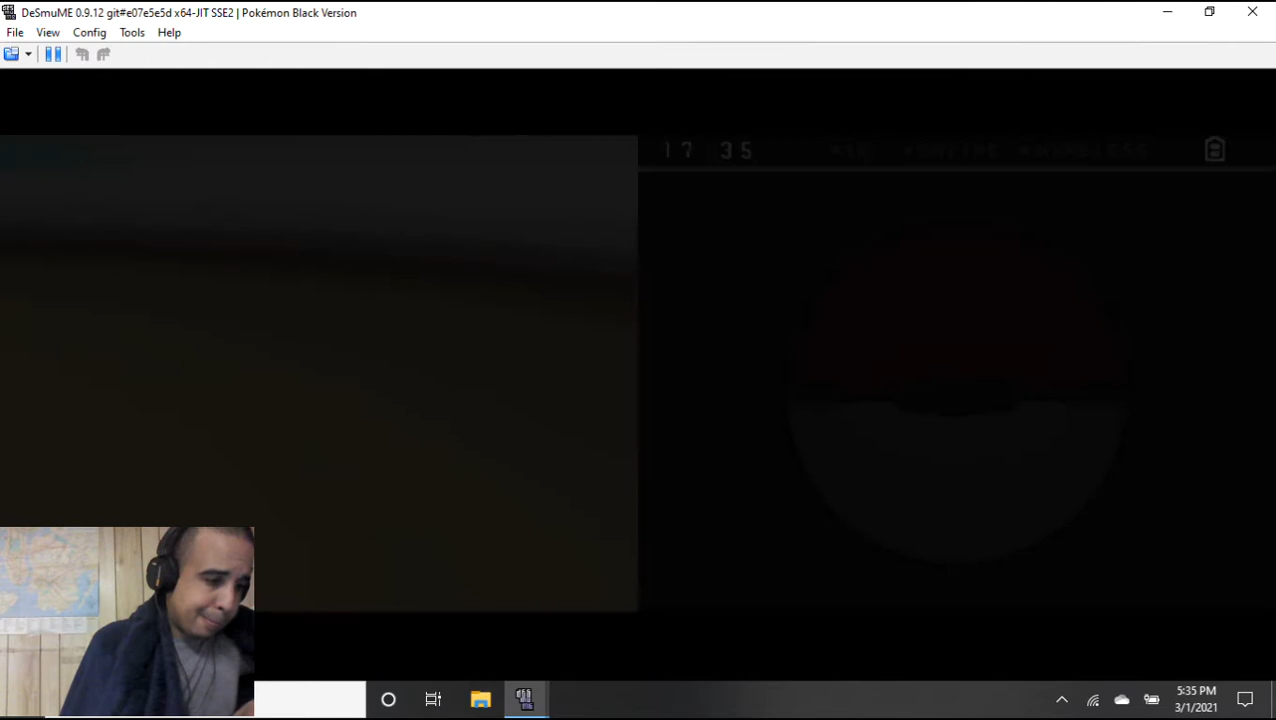 DeSmuME 0.9.12 git#e07e5e5d x64-JIT SSE2 | Pokémon Black Version
File View Config Tools Help
17 35
5:35 PM
3/1/2021